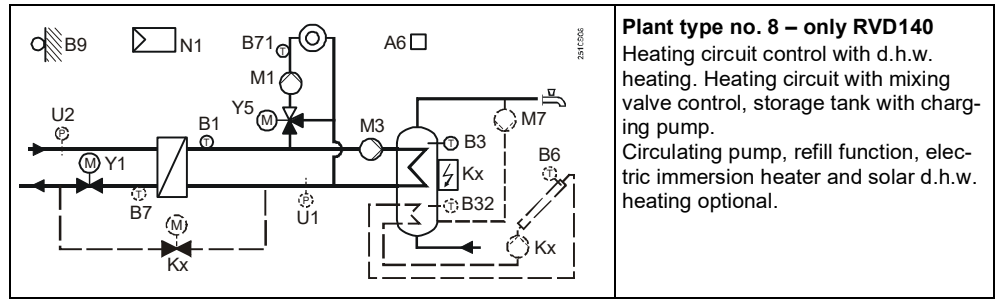 B9
N1
B71
A6
M1
Y5
M
U2
P
B1
T
M3
M7
B3
T
M
Y1
Kx
B6
T
B7
T
U1
P
B32
T
M
Kx
Kx
Plant type no. 8 – only RVD140
Heating circuit control with d.h.w.
heating. Heating circuit with mixing
valve control, storage tank with charg-
ing pump.
Circulating pump, refill function, elec-
tric immersion heater and solar d.h.w.
heating optional.